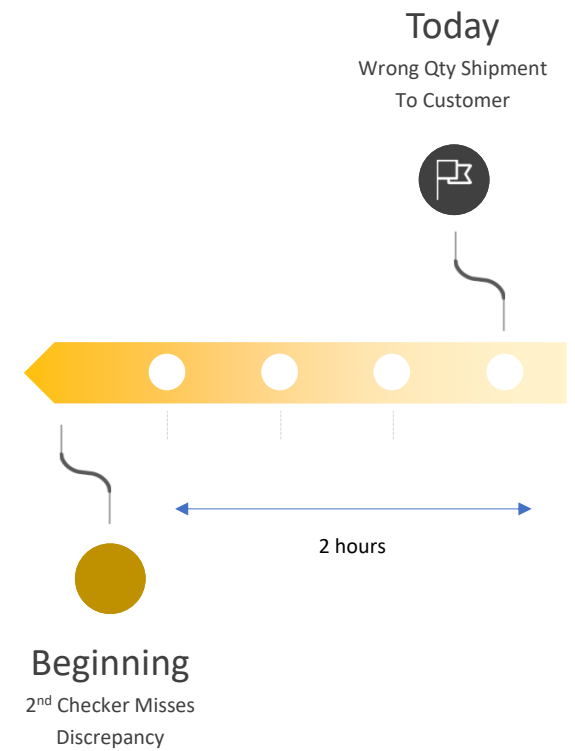 Today
Wrong Qty Shipment
To Customer
2 hours
Beginning
2nd Checker Misses
Discrepancy